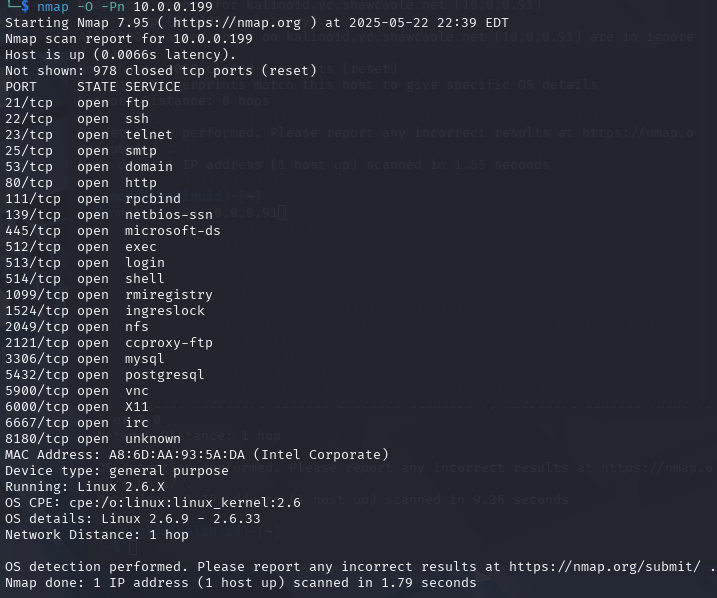 └─$ nmap -O -Pn 10.0.0.199
Starting Nmap 7.95 ( https://nmap.org ) at 2025-05-22 22:39 EDT
Nmap scan report for 10.0.0.199
Host is up (0.0066s latency).
Not shown: 978 closed tcp ports (reset)
PORT     STATE SERVICE
21/tcp   open  ftp
22/tcp   open  ssh
23/tcp   open  telnet
25/tcp   open  smtp
53/tcp   open  domain
80/tcp   open  http
111/tcp  open  rpcbind
139/tcp  open  netbios-ssn
445/tcp  open  microsoft-ds
512/tcp  open  exec
513/tcp  open  login
514/tcp  open  shell
1099/tcp open  rmiregistry
1524/tcp open  ingreslock
2049/tcp open  nfs
2121/tcp open  ccproxy-ftp
3306/tcp open  mysql
5432/tcp open  postgresql
5900/tcp open  vnc
6000/tcp open  X11
6667/tcp open  irc
8180/tcp open  unknown
MAC Address: A8:6D:AA:93:5A:DA (Intel Corporate)
Device type: general purpose
Running: Linux 2.6.X
OS CPE: cpe:/o:linux:linux_kernel:2.6
OS details: Linux 2.6.9 - 2.6.33
Network Distance: 1 hop

OS detection performed. Please report any incorrect results at https://nmap.org/submit/ .
Nmap done: 1 IP address (1 host up) scanned in 1.79 seconds